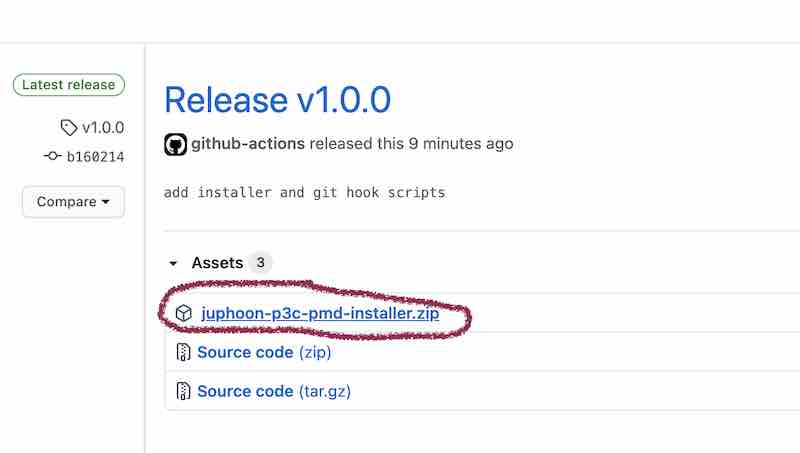 Latest release
v1.0.0
b160214
Compare
Release v1.0.0
github-actions released this 9 minutes ago
add installer and git hook scripts
Assets 3
juphoon-p3c-pmd-installer.zip
Source code (zip)
Source code (tar.gz)